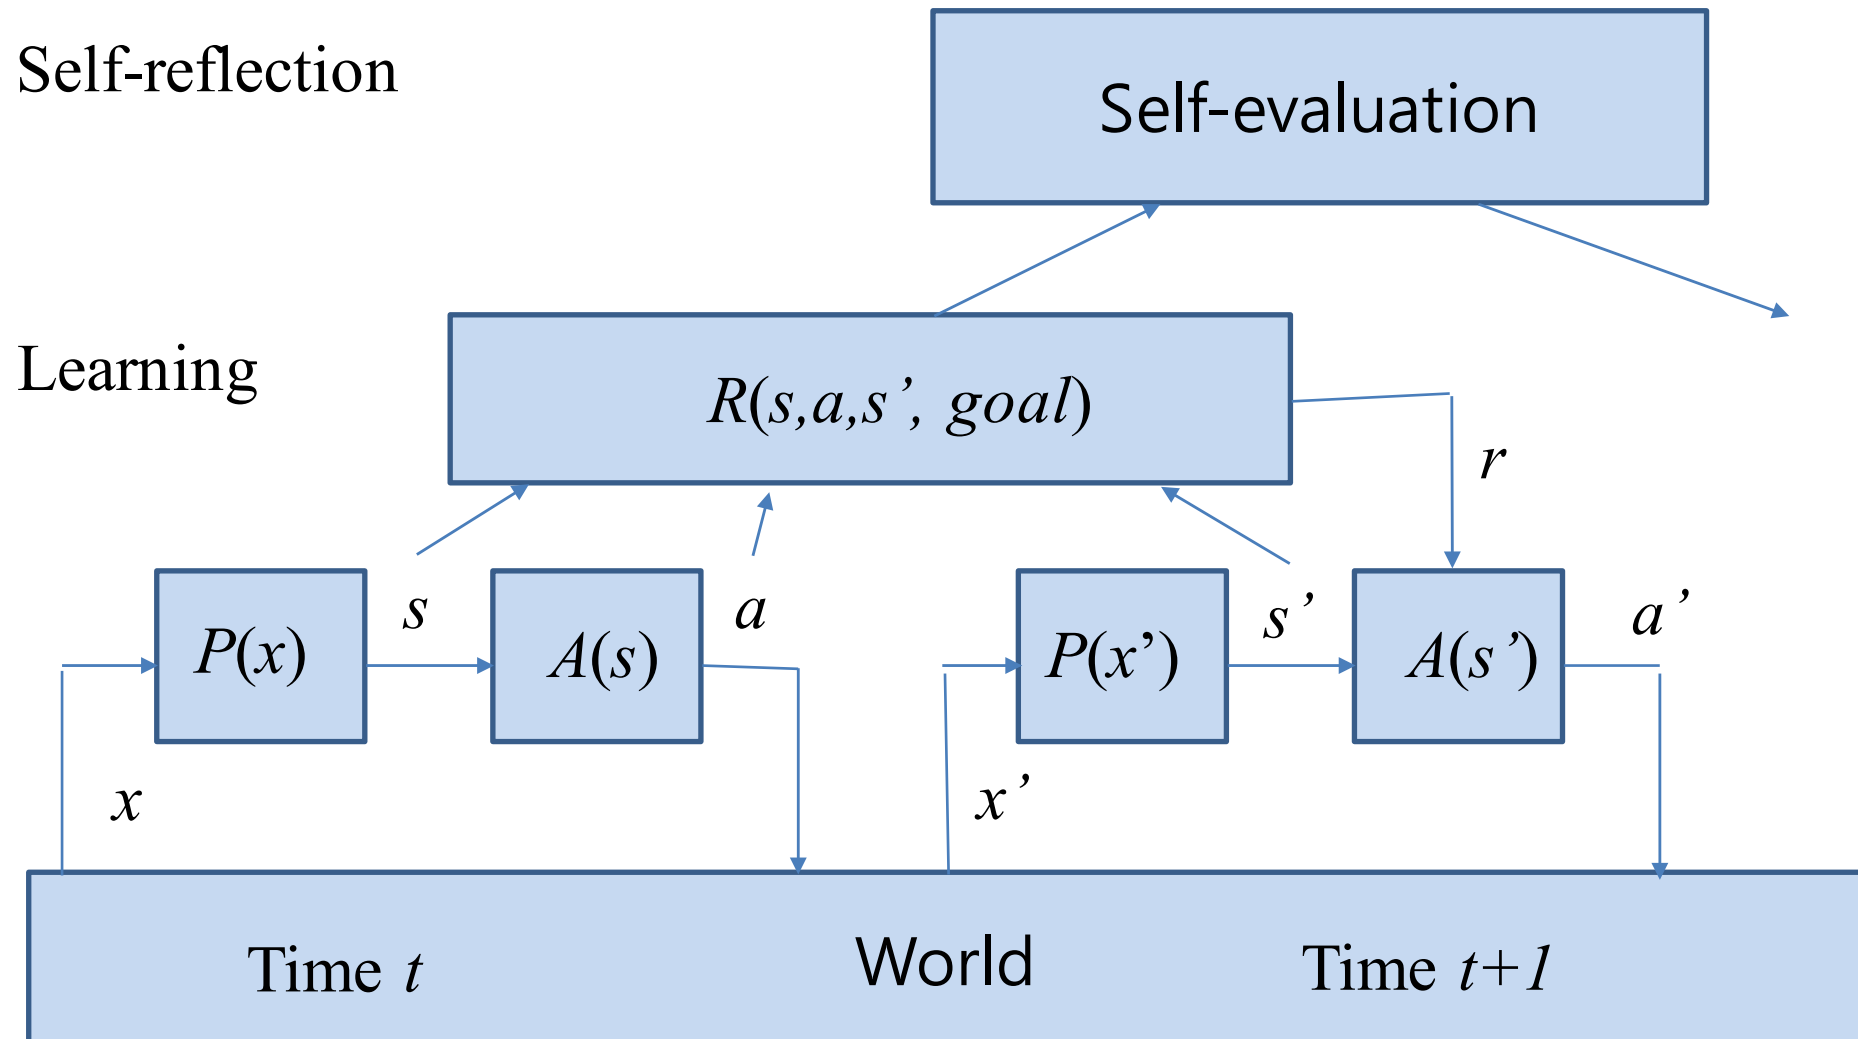 Self-reflection
Self-evaluation
Learning
R(s,a,s’, goal)
r
s
a
s’
a’
P(x)
A(s)
P(x’)
A(s’)
x
x’
Time t
World
Time t+1